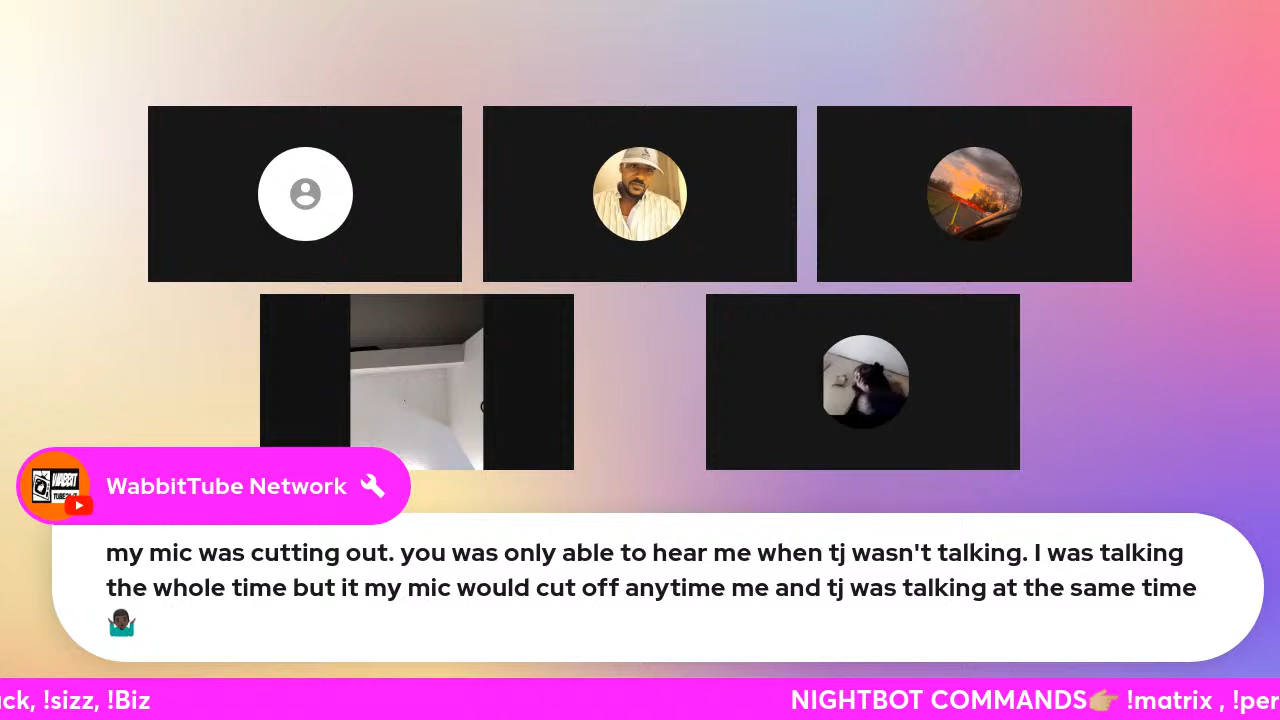 WABBIT
WabbitTube Network
my mic was cutting out. you was only able to hear me when tj wasn't talking. I was talking
the whole time but it my mic would cut off anytime me and tj was talking at the same time
🤷🏿‍♂️
ck, !sizz, !Biz
NIGHTBOT COMMANDS👉🏼 !matrix , !per